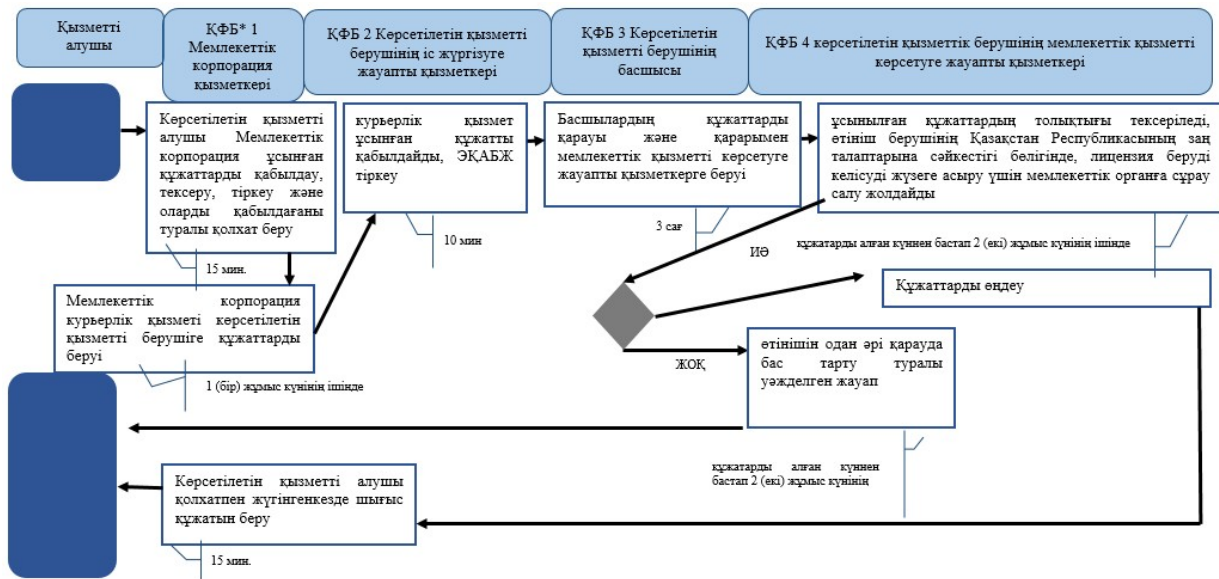 Қызметті
алушы
ҚФБ* 1
Мемлекеттік
корпорация
қызметкері
ҚФБ 2 Көрсетілетін қызметті
берушінің іс жүргізуге
жауапты қызметкері
ҚФБ 3 Көрсетілетін
қызметті берушінің
басшысы
ҚФБ 4 көрсетілетін қызметтік берушінің мемлекеттік қызметті
көрсетуге жауапты қызметкері
Көрсетілетін қызметті
алушы Мемлекеттік
корпорация ұсынған
құжаттарды қабылдау,
тексеру, тіркеу және
оларды қабылдағаны
туралы қолхат беру
15 мин.
курьерлік қызмет
ұсынған құжатты
қабылдайды, ЭҚАБЖ
тіркеу
10 мин
Басшылардың құжаттарды
қарауы және қарарымен
мемлекеттік қызметті көрсетуге
жауапты қызметкерге беруі
3 сағ
ұсынылған құжаттардың толықтығы тексеріледі,
өтініш берушінің Қазақстан Республикасының заң
талаптарына сәйкестігі бөлігінде, лицензия беруді
келісуді жүзеге асыру үшін мемлекеттік органға сұрау
салу жолдайды
құжатарды алған күннен бастап 2 (екі) жұмыс күнінің ішінде
ИӘ
Құжаттарды өңдеу
Мемлекеттік корпорация
курьерлік қызметі көрсетілетін
қызметті берушіге құжаттарды
беруі
1 (бір) жұмыс күнінің ішінде
ЖОҚ
өтінішін одан әрі қарауда
бас тарту туралы
уәжделген жауап
құжатарды алған күннен
бастап 2 (екі) жұмыс күнінің
Көрсетілетін қызметті алушы
қолхатпен жүгінгенкезде шығыс
құжатын беру
15 мин.